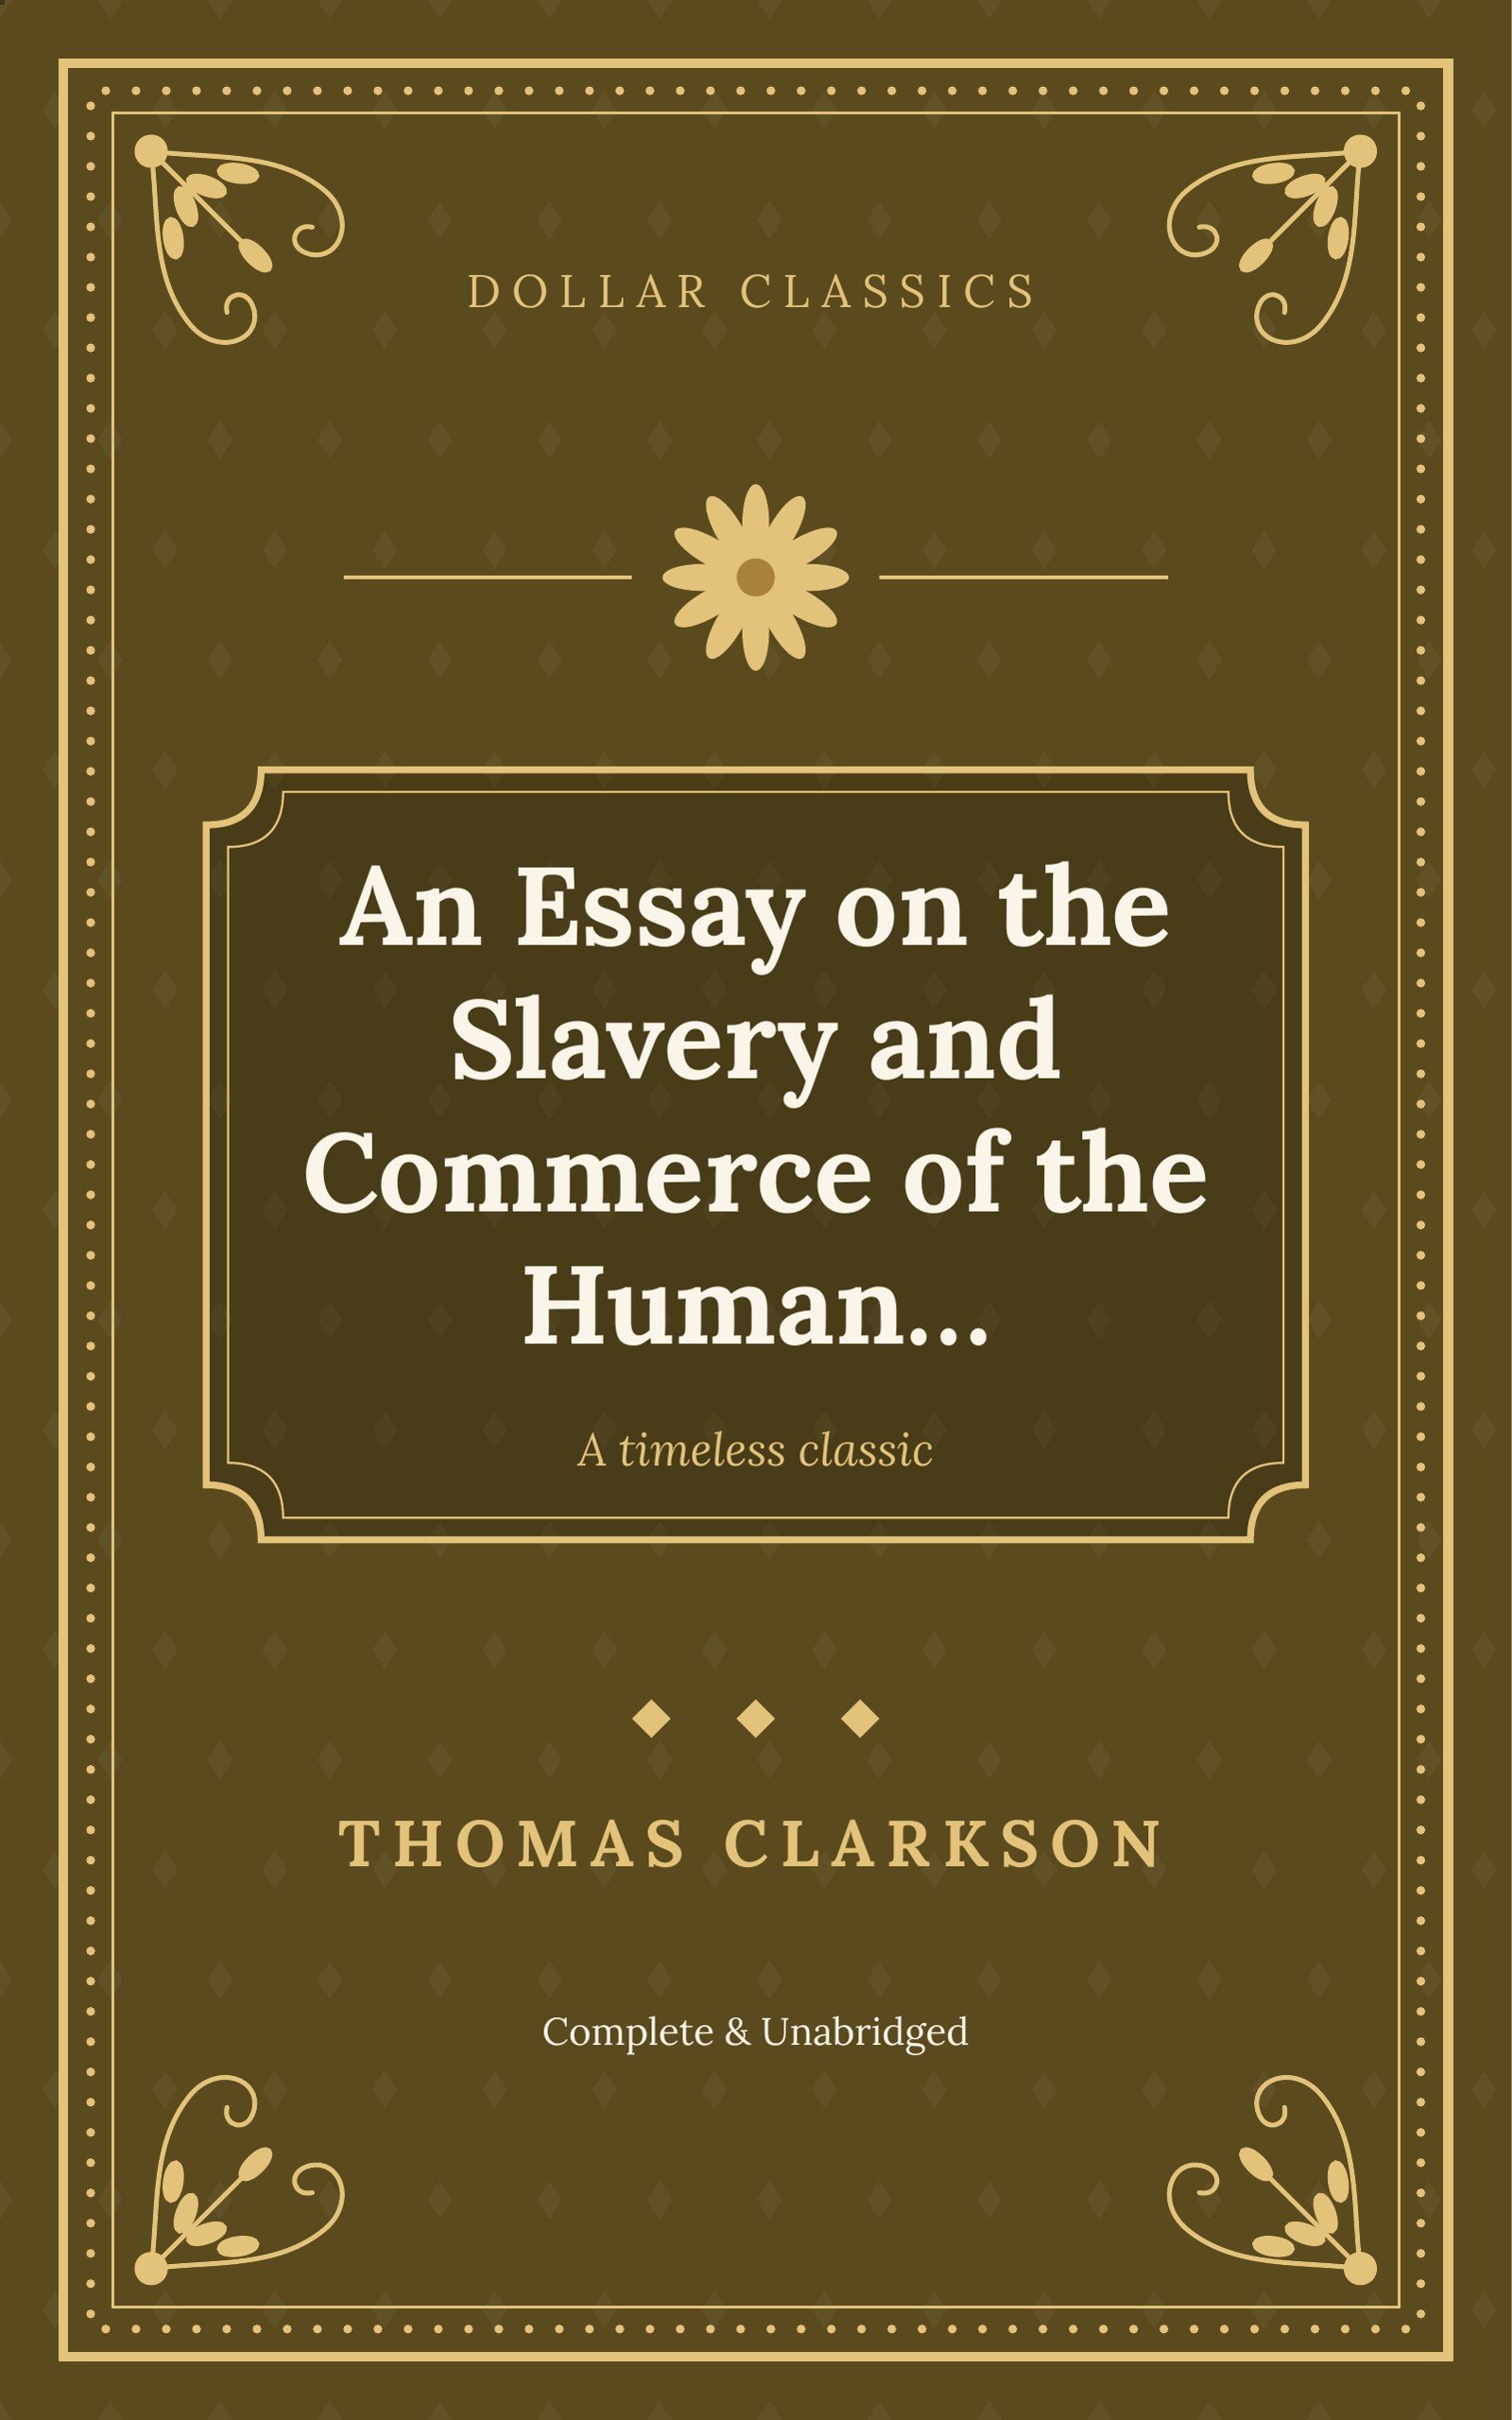 DOLLAR CLASSICS
An Essay on the
Slavery and
Commerce of the
Human...
A timeless classic
THOMAS CLARKSON
Complete & Unabridged